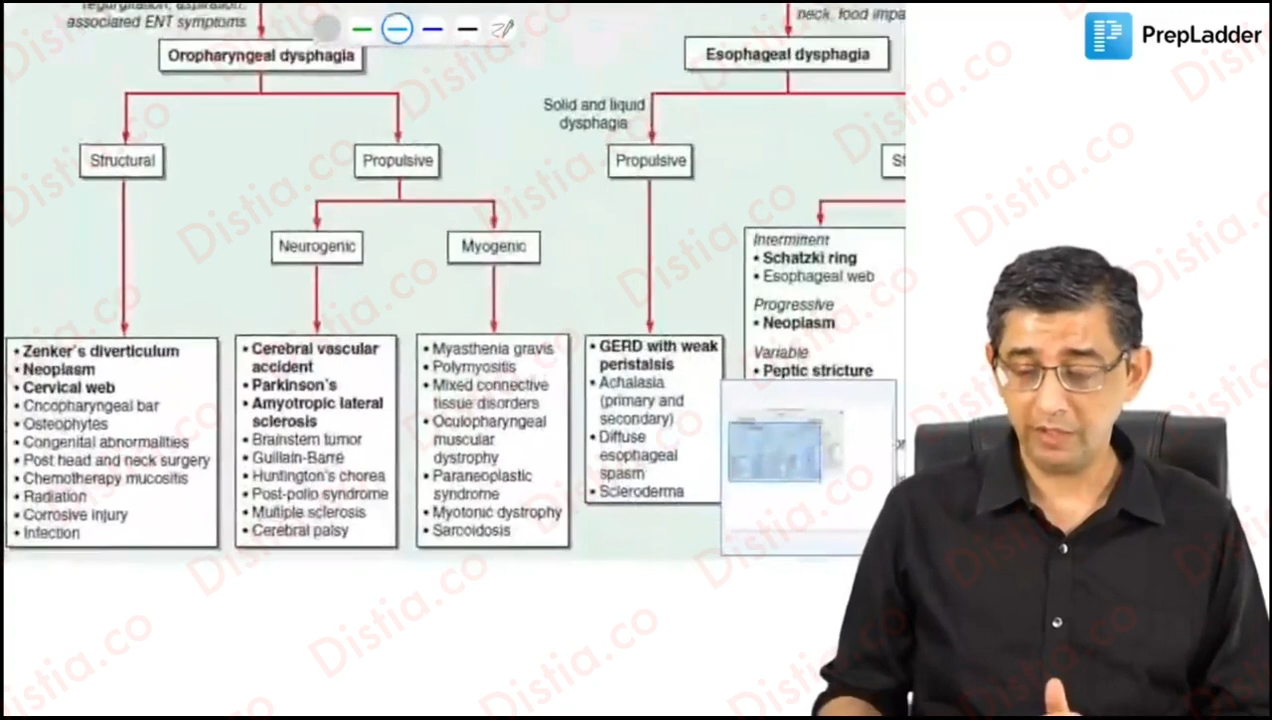 regurgitation, aspiration,
associated ENT symptoms
neck, food impa
PrepLadder
Oropharyngeal dysphagia
Esophageal dysphagia
Solid and liquid
dysphagia
Structural
Propulsive
Propulsive
St
Neurogenic
Myogenic
Intermittent
• Schatzki ring
• Esophageal web
Progressive
• Neoplasm
Variable
• Peptic stricture
• Zenker's diverticulum
• Neoplasm
• Cervical web
• Cricopharyngeal bar
• Osteophytes
• Congenital abnormalities
• Post head and neck surgery
• Chemotherapy mucositis
• Radiation
• Corrosive injury
• Infection
• Cerebral vascular
accident
• Parkinson's
• Amyotropic lateral
sclerosis
• Brainstem tumor
• Guillain-Barré
• Huntington's chorea
• Post-polio syndrome
• Multiple sclerosis
• Cerebral palsy
• Myasthenia gravis
• Polymyositis
• Mixed connective
tissue disorders
• Oculopharyngeal
muscular
dystrophy
• Paraneoplastic
syndrome
• Myotonic dystrophy
• Sarcoidosis
• GERD with weak
peristalsis
• Achalasia
(primary and
secondary)
• Diffuse
esophageal
spasm
• Scleroderma
Distia.co